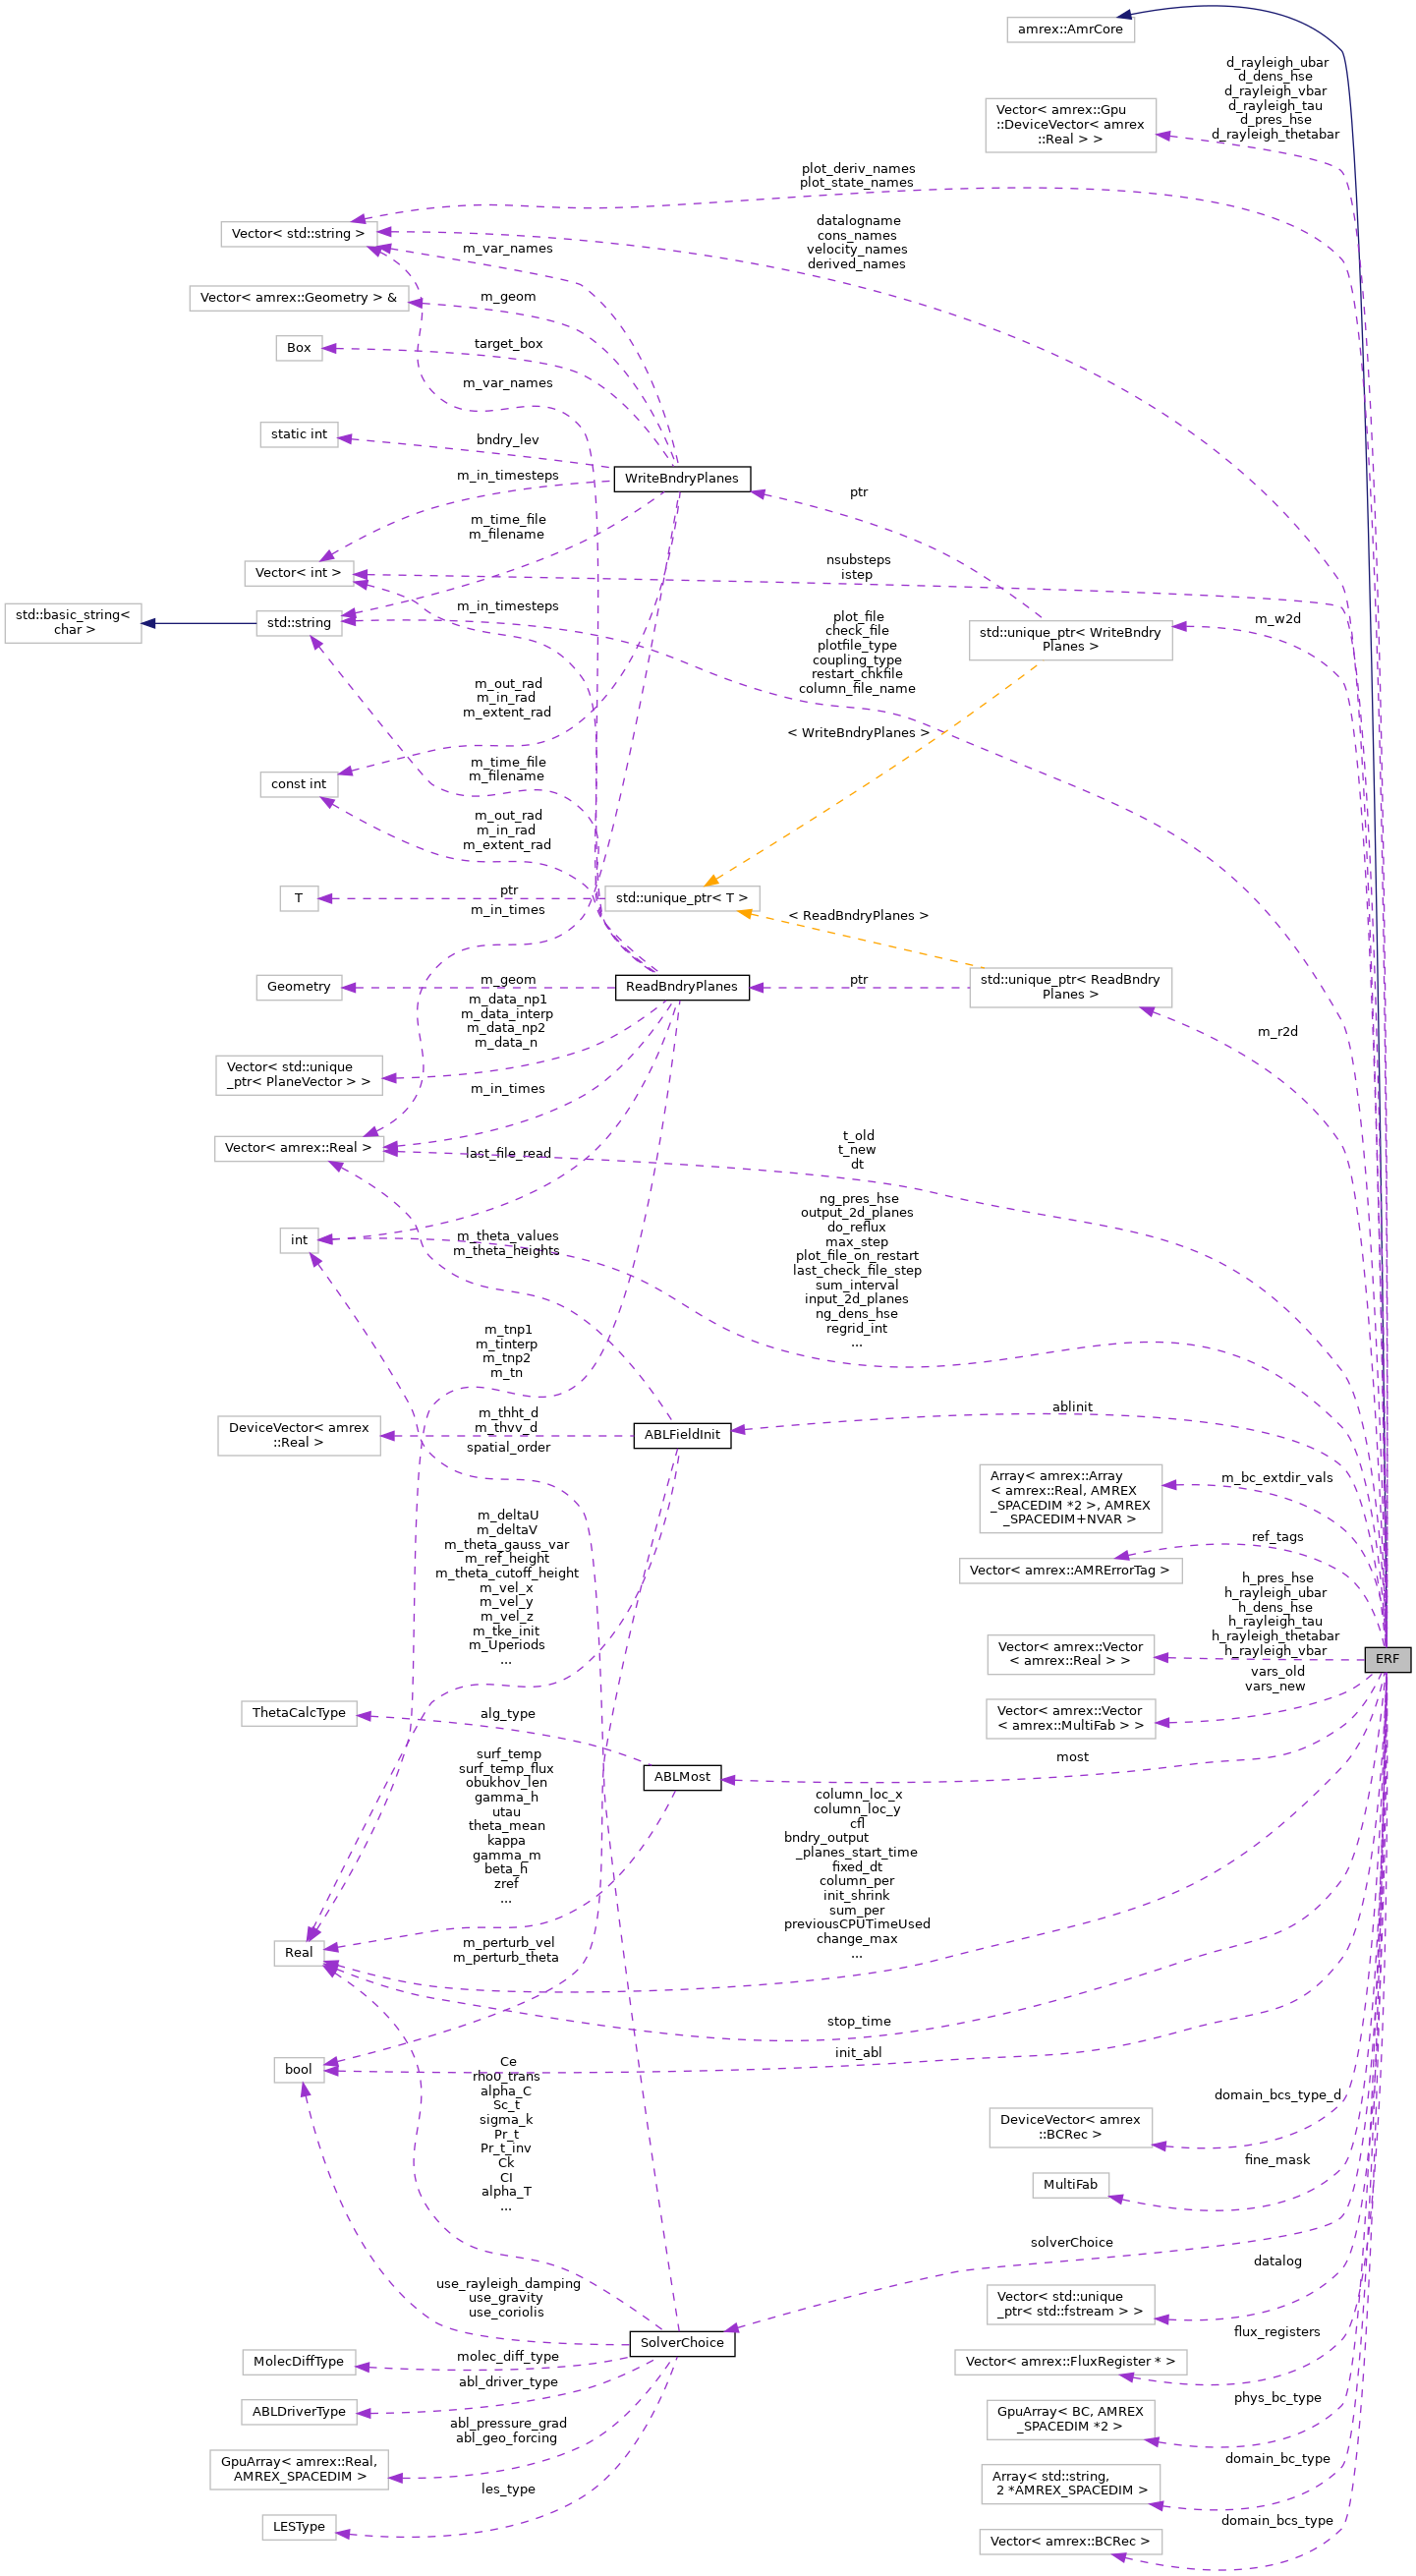 amrex::AmrCore
d_rayleigh_ubar
d_dens_hse
d_rayleigh_vbar
d_rayleigh_tau
d_pres_hse
d_rayleigh_thetabar
Vector< amrex::Gpu
::DeviceVector< amrex
::Real > >
plot_deriv_names
plot_state_names
Vector< std::string >
datalogname
cons_names
velocity_names
derived_names
m_var_names
Vector< amrex::Geometry > &
m_geom
Box
target_box
m_var_names
static int
bndry_lev
WriteBndryPlanes
m_in_timesteps
ptr
m_time_file
m_filename
Vector< int >
nsubsteps
istep
std::basic_string<
char >
std::string
m_in_timesteps
plot_file
check_file
plotfile_type
coupling_type
restart_chkfile
column_file_name
std::unique_ptr< WriteBndry
Planes >
m_w2d
m_out_rad
m_in_rad
m_extent_rad
< WriteBndryPlanes >
const int
m_time_file
m_filename
m_out_rad
m_in_rad
m_extent_rad
T
ptr
std::unique_ptr< T >
m_in_times
< ReadBndryPlanes >
Geometry
m_geom
ReadBndryPlanes
ptr
std::unique_ptr< ReadBndry
Planes >
m_r2d
m_data_np1
m_data_interp
m_data_np2
m_data_n
Vector< std::unique
_ptr< PlaneVector > >
m_in_times
Vector< amrex::Real >
last_file_read
t_old
t_new
dt
int
m_theta_values
m_theta_heights
ng_pres_hse
output_2d_planes
do_reflux
max_step
plot_file_on_restart
last_check_file_step
sum_interval
input_2d_planes
ng_dens_hse
regrid_int
...
m_tnp1
m_tinterp
m_tnp2
m_tn
DeviceVector< amrex
::Real >
m_thht_d
m_thvv_d
ABLFieldInit
ablinit
spatial_order
Array< amrex::Array
< amrex::Real, AMREX
_SPACEDIM *2 >, AMREX
_SPACEDIM+NVAR >
m_bc_extdir_vals
m_deltaU
m_deltaV
m_theta_gauss_var
m_ref_height
m_theta_cutoff_height
m_vel_x
m_vel_y
m_vel_z
m_tke_init
m_Uperiods
...
Vector< amrex::AMRErrorTag >
ref_tags
h_pres_hse
h_rayleigh_ubar
h_dens_hse
h_rayleigh_tau
h_rayleigh_thetabar
h_rayleigh_vbar
Vector< amrex::Vector
< amrex::Real > >
ERF
vars_old
vars_new
Vector< amrex::Vector
< amrex::MultiFab > >
ThetaCalcType
alg_type
ABLMost
most
surf_temp
surf_temp_flux
obukhov_len
gamma_h
utau
theta_mean
kappa
gamma_m
beta_h
zref
...
column_loc_x
column_loc_y
cfl
bndry_output
_planes_start_time
fixed_dt
column_per
init_shrink
sum_per
previousCPUTimeUsed
change_max
...
Real
m_perturb_vel
m_perturb_theta
stop_time
bool
init_abl
Ce
rho0_trans
alpha_C
Sc_t
sigma_k
Pr_t
Pr_t_inv
Ck
CI
alpha_T
...
DeviceVector< amrex
::BCRec >
domain_bcs_type_d
MultiFab
fine_mask
solverChoice
use_rayleigh_damping
use_gravity
use_coriolis
Vector< std::unique
_ptr< std::fstream > >
datalog
SolverChoice
MolecDiffType
molec_diff_type
Vector< amrex::FluxRegister * >
flux_registers
ABLDriverType
abl_driver_type
GpuArray< BC, AMREX
_SPACEDIM *2 >
phys_bc_type
abl_pressure_grad
abl_geo_forcing
GpuArray< amrex::Real,
AMREX_SPACEDIM >
Array< std::string,
2 *AMREX_SPACEDIM >
domain_bc_type
LESType
les_type
Vector< amrex::BCRec >
domain_bcs_type